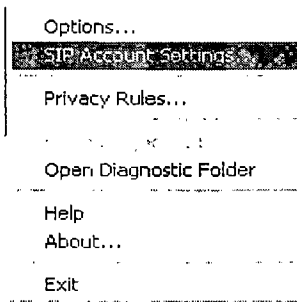 Options...
SIP Account Settings
Privacy Rules...
Open Diagnostic Folder
Help
About...
Exit